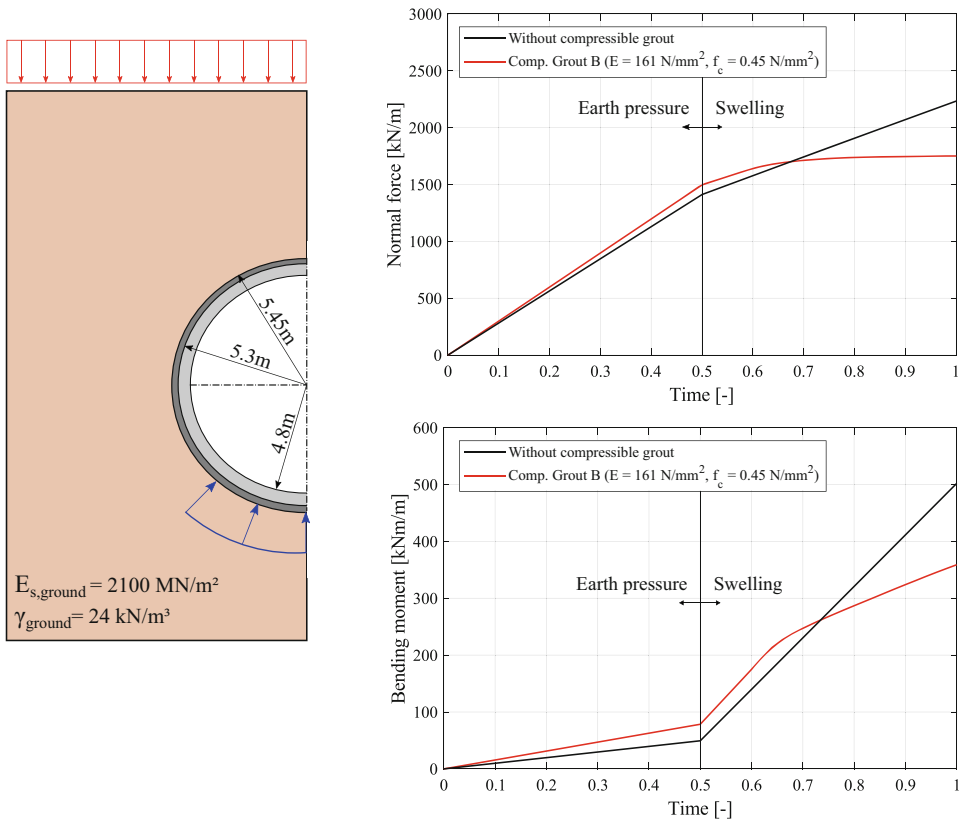 5.45m
5.3m
4.8m
E_s,ground = 2100 MN/m²
γ_ground= 24 kN/m³
3000
2500
2000
1500
1000
500
0
Normal force [kN/m]
Without compressible grout
Comp. Grout B (E = 161 N/mm², f_c = 0.45 N/mm²)
Earth pressure
Swelling
0 0.1 0.2 0.3 0.4 0.5 0.6 0.7 0.8 0.9 1
Time [-]
600
500
400
300
200
100
0
Bending moment [kNm/m]
Without compressible grout
Comp. Grout B (E = 161 N/mm², f_c = 0.45 N/mm²)
Earth pressure
Swelling
0 0.1 0.2 0.3 0.4 0.5 0.6 0.7 0.8 0.9 1
Time [-]